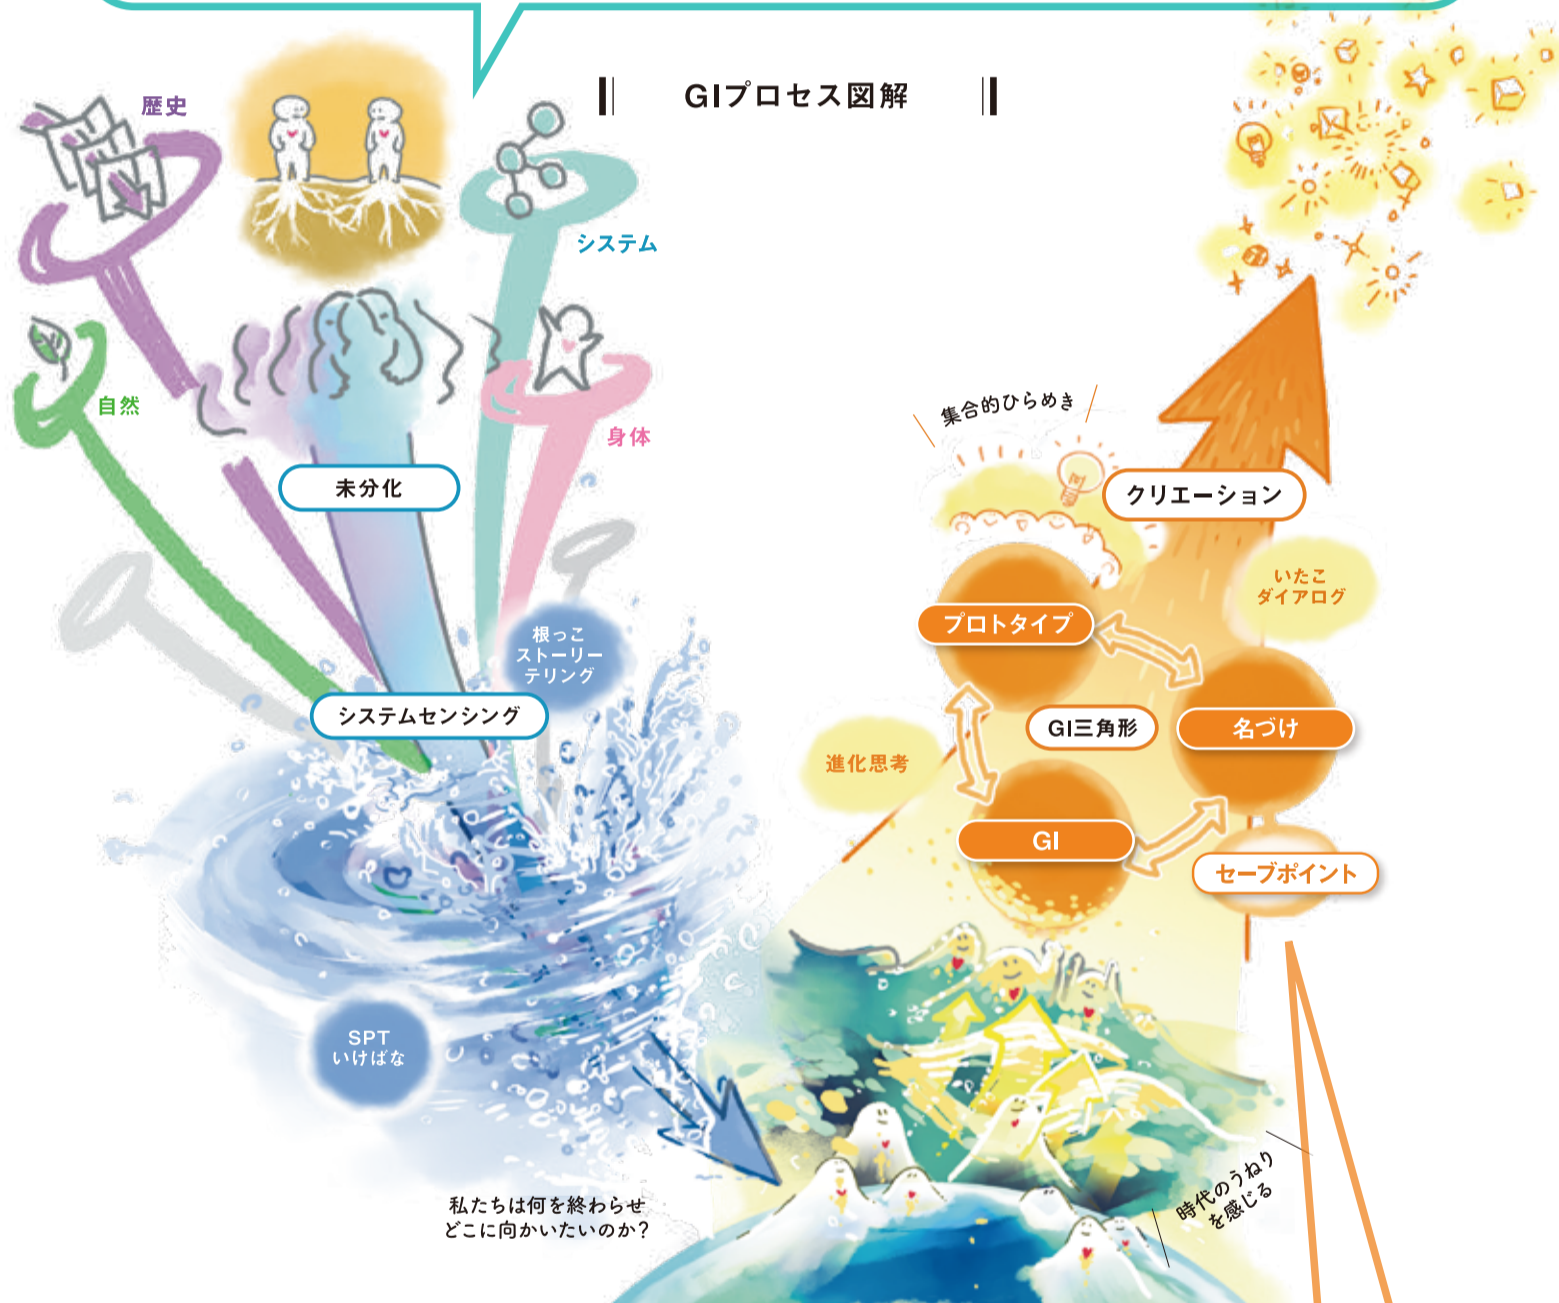 GIプロセス図解
歴史
システム
自然
身体
未分化
根っこ
ストーリー
テリング
システムセンシング
SPT
いけばな
私たちは何を終わらせ
どこに向かいたいのか?
時代のうねり
を感じる
GI
進化思考
GI三角形
名づけ
セーブポイント
プロトタイプ
いたこ
ダイアログ
集合的ひらめき
クリエーション